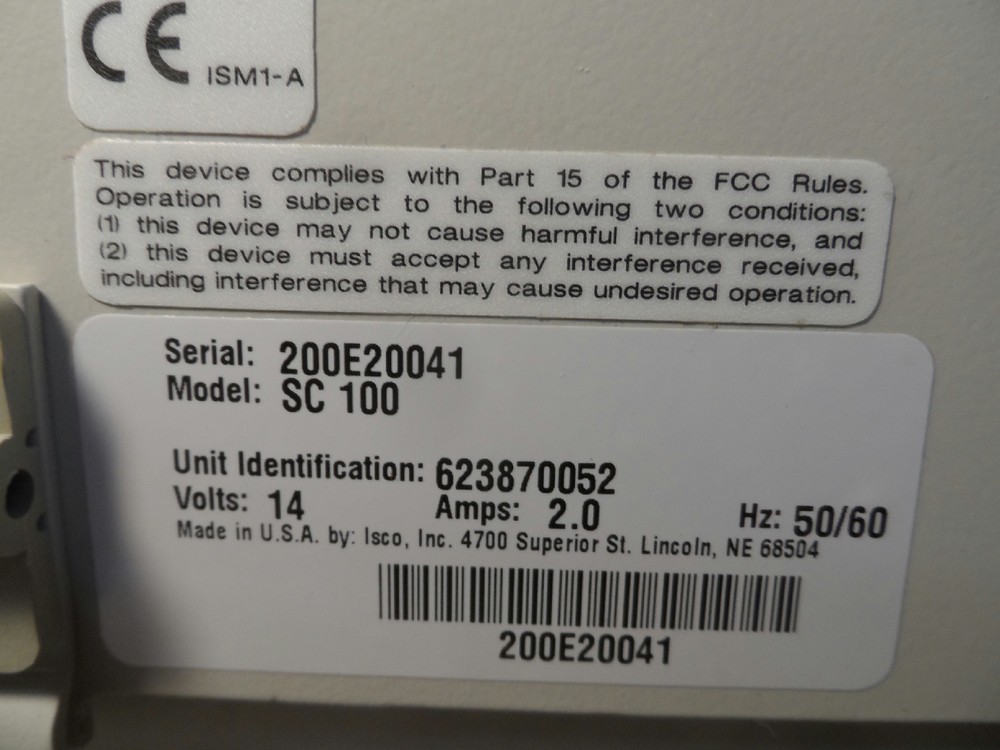 CE ISM1-A
This device complies with Part 15 of the FCC Rules.
Operation is subject to the following two conditions:
(1) this device may not cause harmful interference, and
(2) this device must accept any interference received,
including interference that may cause undesired operation.
Serial: 200E20041
Model: SC 100
Unit Identification: 623870052
Volts: 14 Amps: 2.0 Hz: 50/60
Made in U.S.A. by: Isco, Inc. 4700 Superior St. Lincoln, NE 68504
200E20041